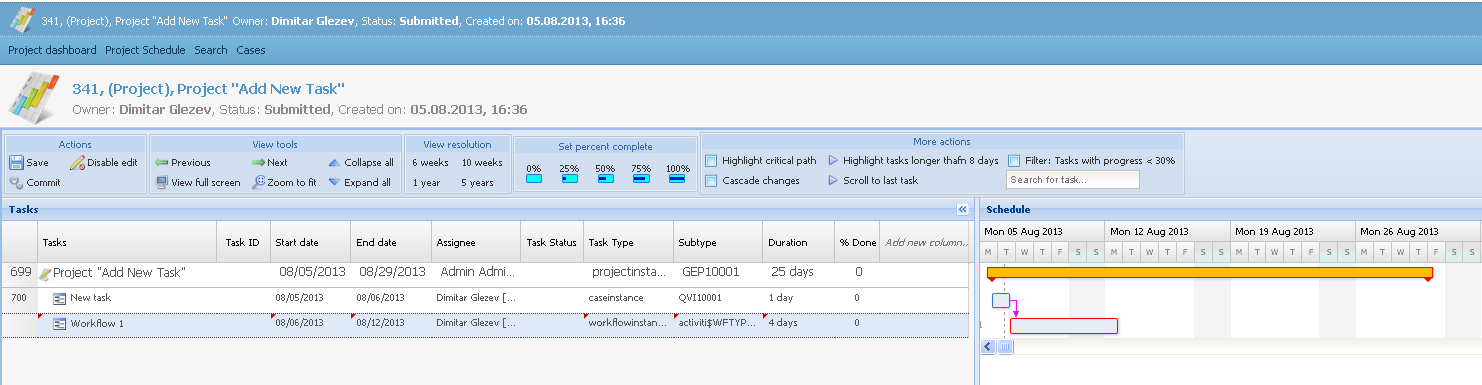 341, (Project), Project "Add New Task" Owner: Dimitar Glezev, Status: Submitted, Created on: 05.08.2013, 16:36
Project dashboard Project Schedule Search Cases
341, (Project), Project "Add New Task"
Owner: Dimitar Glezev, Status: Submitted, Created on: 05.08.2013, 16:36
Actions View tools View resolution Set percent complete More actions
Save Disable edit Previous Next Collapse all 6 weeks 10 weeks 0% 25% 50% 75% 100% Highlight critical path Highlight tasks longer thafn 8 days Filter: Tasks with progress < 30%
Commit View full screen Zoom to fit Expand all 1 year 5 years Cascade changes Scroll to last task Search for task...
Tasks Schedule
Tasks Task ID Start date End date Assignee Task Status Task Type Subtype Duration % Done Add new column... Mon 05 Aug 2013 Mon 12 Aug 2013 Mon 19 Aug 2013 Mon 26 Aug 2013
M T W T F S S M T W T F S S M T W T F S S M T W T F S S
699 Project "Add New Task" 08/05/2013 08/29/2013 Admin Admi... projectinsta... GEP10001 25 days 0
700 New task 08/05/2013 08/06/2013 Dimitar Glezev [... caseinstance QVI10001 1 day 0
Workflow 1 08/06/2013 08/12/2013 Dimitar Glezev [... workflowinstan... activiti$WFTYP... 4 days 0